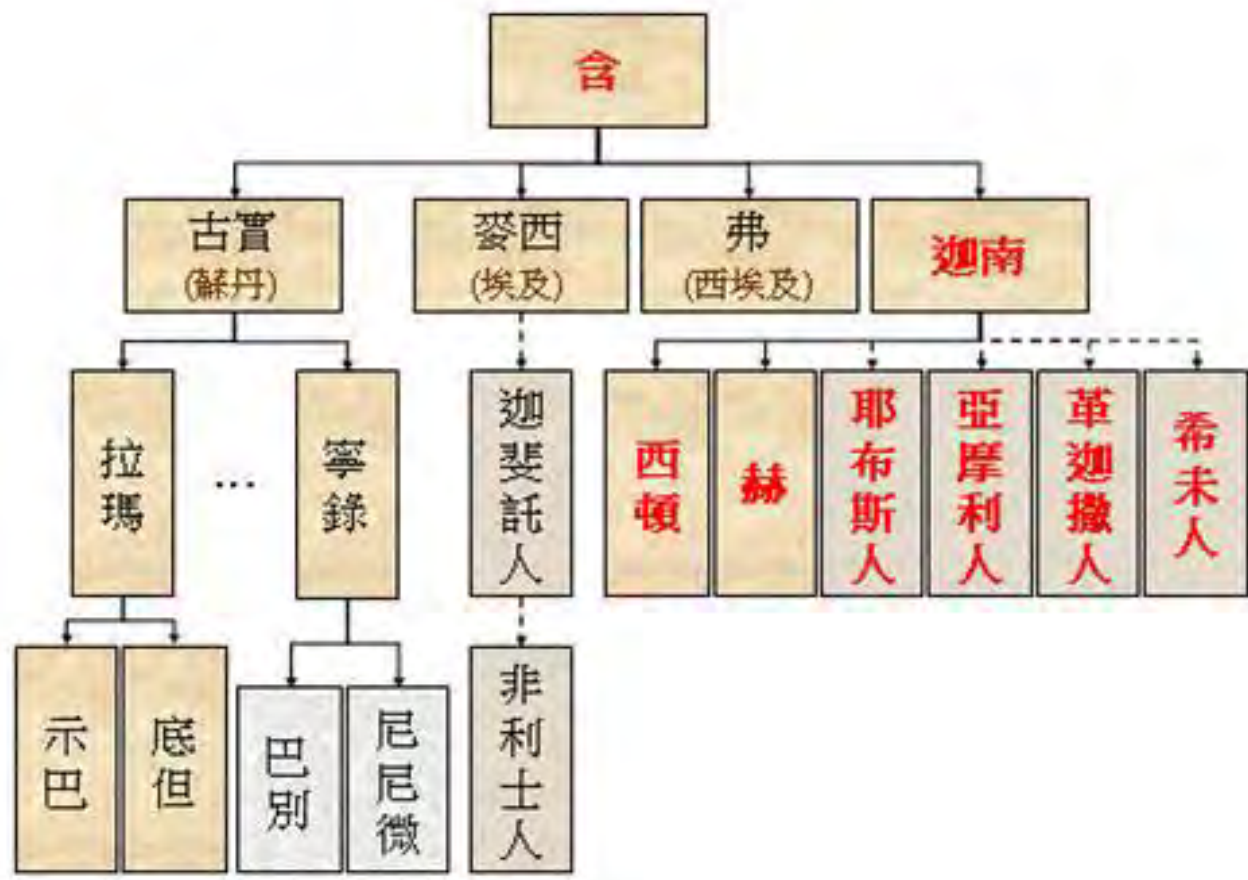 含
古實
(蘇丹)
麥西
(埃及)
弗
(西埃及)
迦南
拉瑪
…
寧錄
迦斐託人
西頓
赫
耶布斯人
亞摩利人
革迦撒人
希未人
示巴
底但
巴別
尼尼微
非利士人